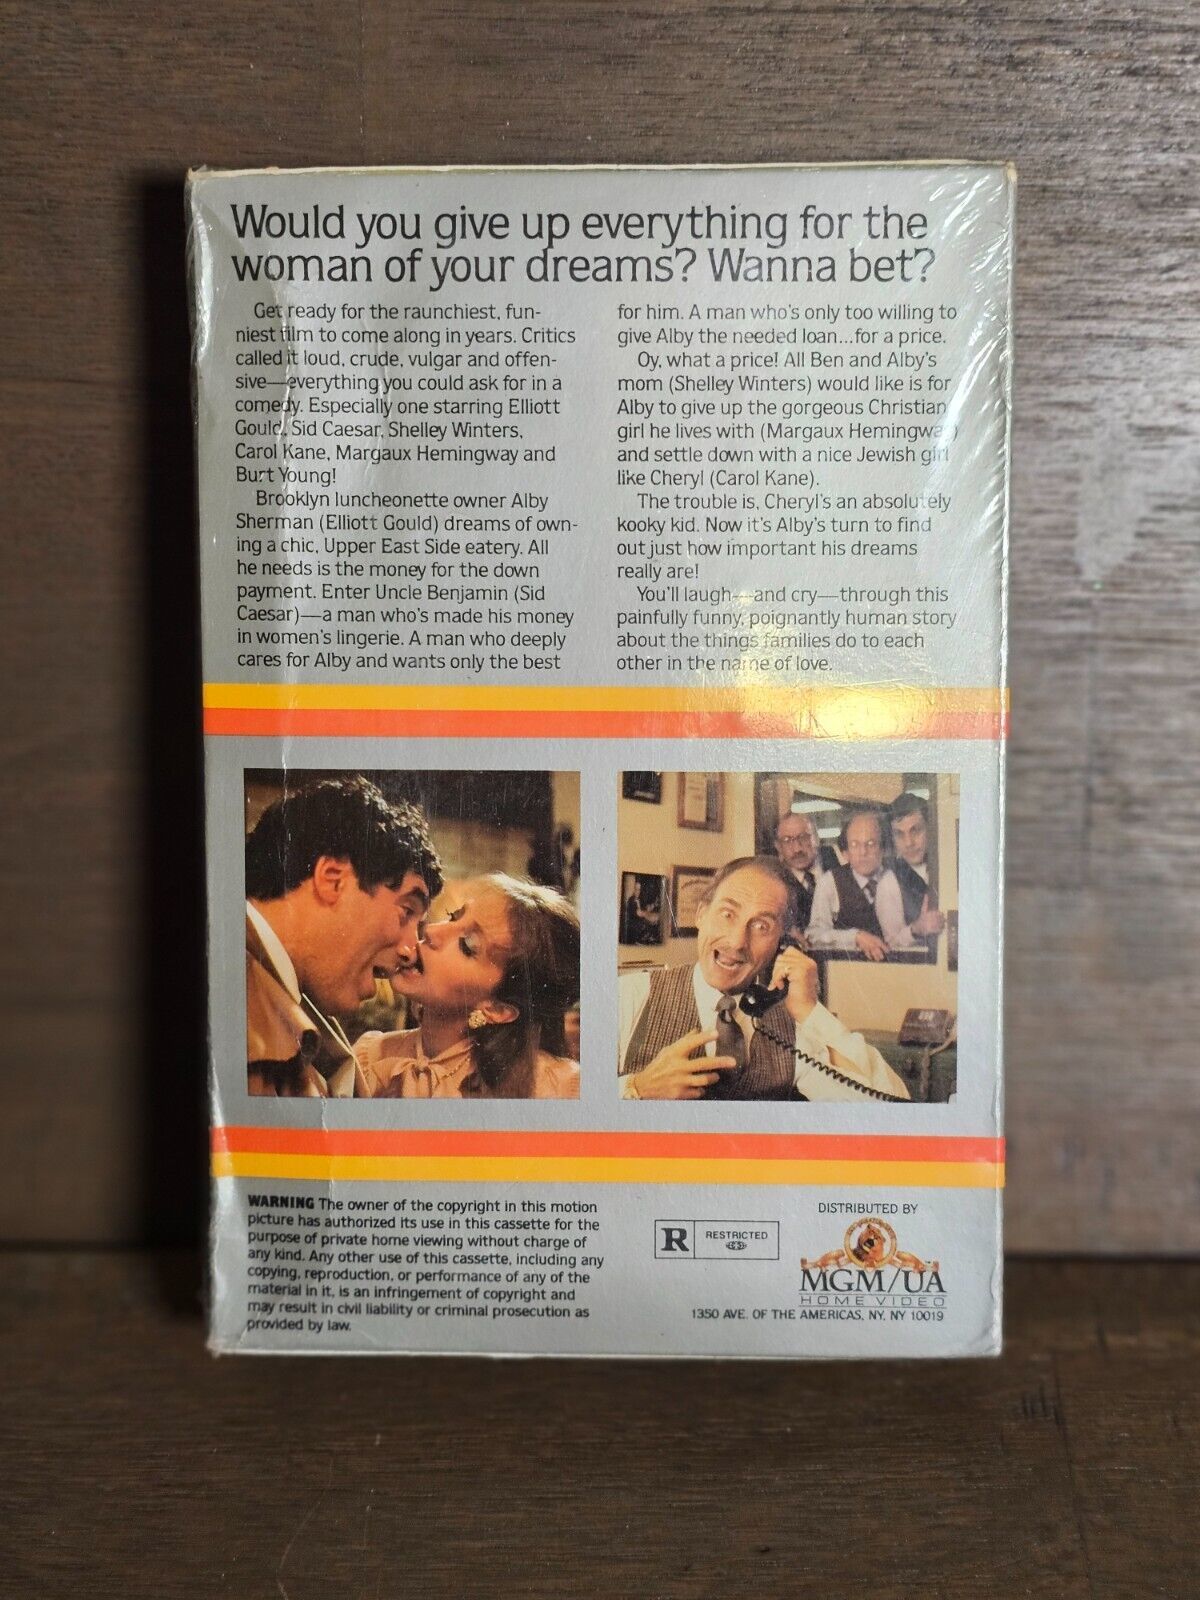 Would you give up everything for the
woman of your dreams? Wanna bet?
Get ready for the raunchiest, fun-
niest film to come along in years. Critics
called it loud, crude, vulgar and offen-
sive—everything you could ask for in a
comedy. Especially one starring Elliott
Gould, Sid Caesar, Shelley Winters,
Carol Kane, Margaux Hemingway and
Burt Young!
Brooklyn luncheonette owner Alby
Sherman (Elliott Gould) dreams of own-
ing a chic, Upper East Side eatery. All
he needs is the money for the down
payment. Enter Uncle Benjamin (Sid
Caesar)—a man who's made his money
in women's lingerie. A man who deeply
cares for Alby and wants only the best
for him. A man who's only too willing to
give Alby the needed loan...for a price.
Oy, what a price! All Ben and Alby's
mom (Shelley Winters) would like is for
Alby to give up the gorgeous Christian
girl he lives with (Margaux Hemingway)
and settle down with a nice Jewish girl
like Cheryl (Carol Kane).
The trouble is, Cheryl's an absolutely
kooky kid. Now it's Alby's turn to find
out just how important his dreams
really are!
You'll laugh—and cry—through this
painfully funny, poignantly human story
about the things families do to each
other in the name of love.
WARNING The owner of the copyright in this motion
picture has authorized its use in this cassette for the
purpose of private home viewing without charge of
any kind. Any other use of this cassette, including any
copying, reproduction, or performance of any of the
material in it, is an infringement of copyright and
may result in civil liability or criminal prosecution as
provided by law.
R RESTRICTED
DISTRIBUTED BY
MGM/UA
HOME VIDEO
1350 AVE. OF THE AMERICAS, NY, NY 10019